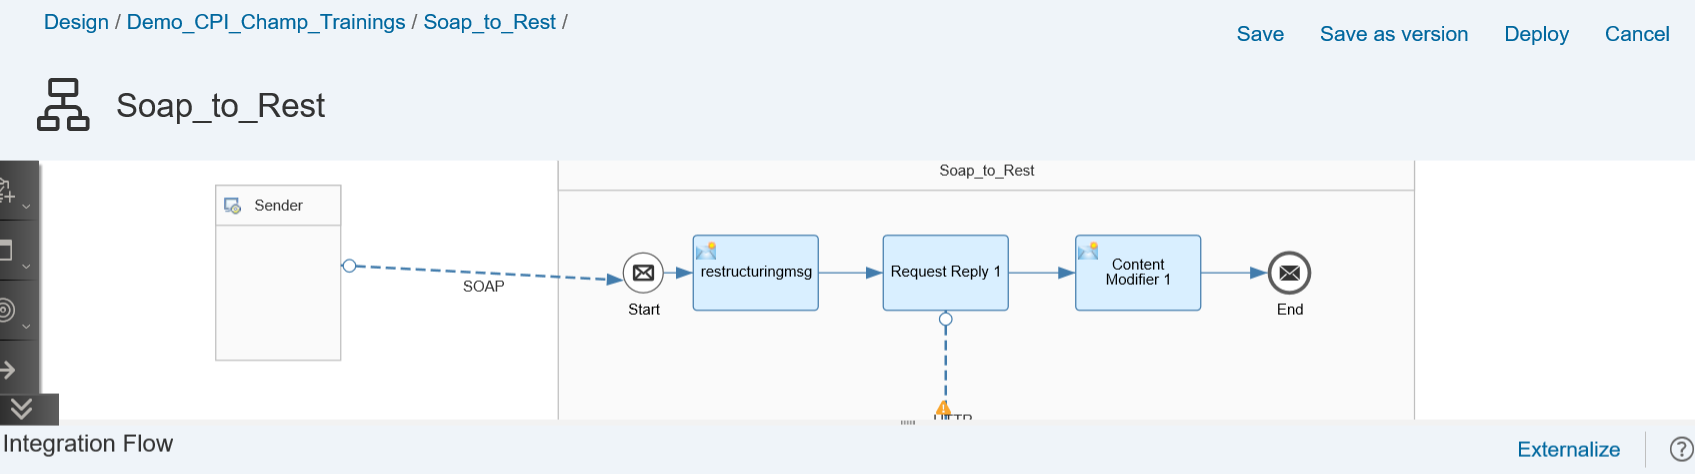 Design / Demo_CPI_Champ_Trainings / Soap_to_Rest /
Save Save as version Deploy Cancel
Soap_to_Rest
Soap_to_Rest
Sender
SOAP
Start
restructuringmsg
Request Reply 1
Content
Modifier 1
End
Integration Flow
Externalize
?